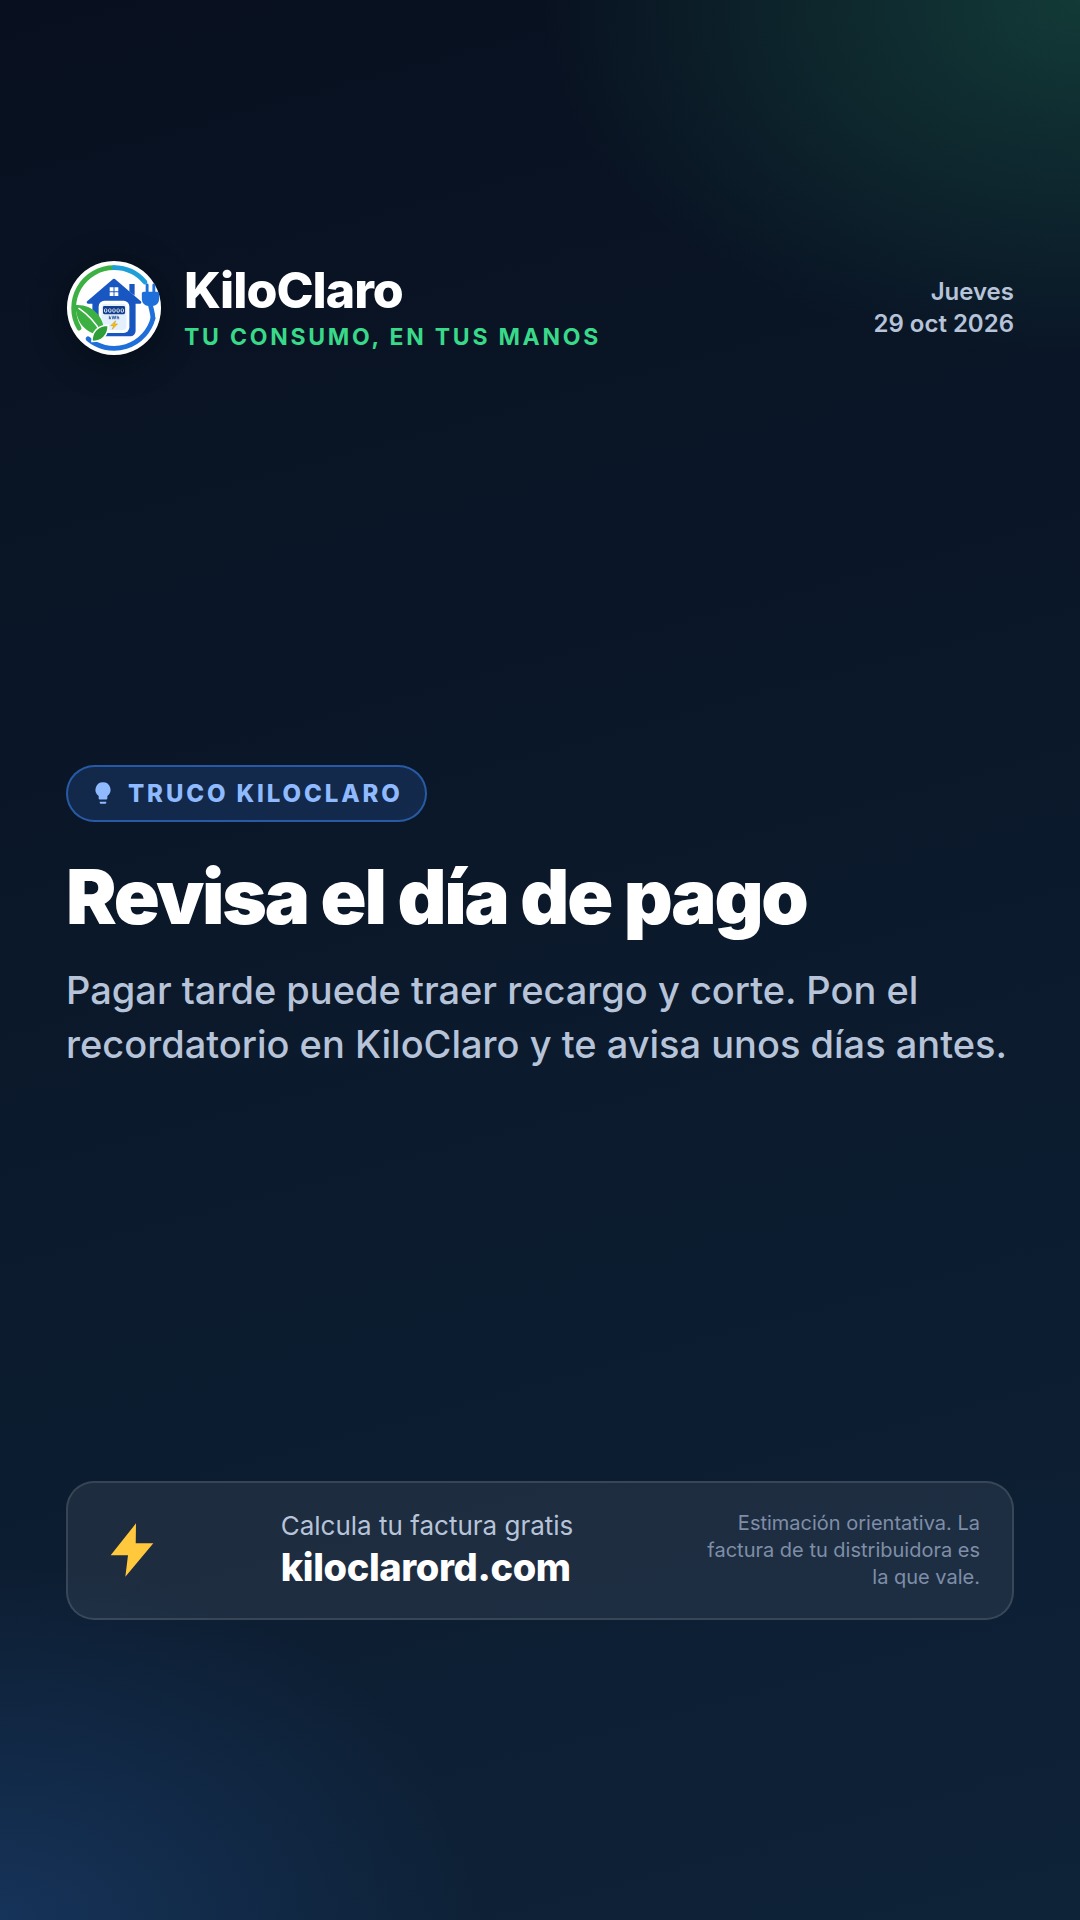 KiloClaro
TU CONSUMO, EN TUS MANOS
Jueves
29 oct 2026
TRUCO KILOCLARO
Revisa el día de pago
Pagar tarde puede traer recargo y corte. Pon el
recordatorio en KiloClaro y te avisa unos días antes.
Calcula tu factura gratis
kiloclarord.com
Estimación orientativa. La
factura de tu distribuidora es
la que vale.